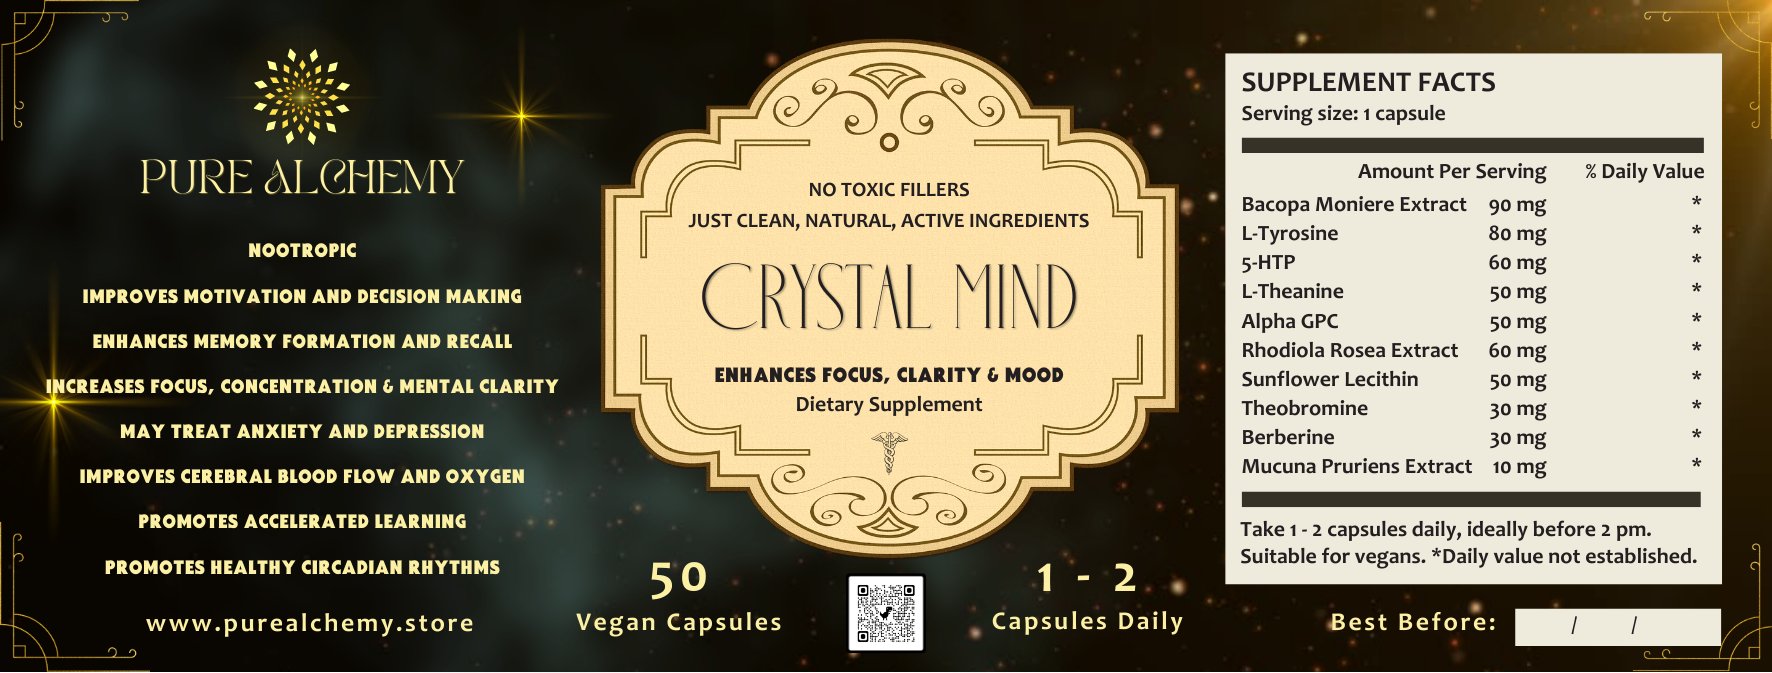 PURE ALCHEMY
NOOTROPIC
IMPROVES MOTIVATION AND DECISION MAKING
ENHANCES MEMORY FORMATION AND RECALL
INCREASES FOCUS, CONCENTRATION & MENTAL CLARITY
MAY TREAT ANXIETY AND DEPRESSION
IMPROVES CEREBRAL BLOOD FLOW AND OXYGEN
PROMOTES ACCELERATED LEARNING
PROMOTES HEALTHY CIRCADIAN RHYTHMS
www.purealchemy.store
NO TOXIC FILLERS
JUST CLEAN, NATURAL, ACTIVE INGREDIENTS
CRYSTAL MIND
ENHANCES FOCUS, CLARITY & MOOD
Dietary Supplement
50
Vegan Capsules
1 - 2
Capsules Daily
SUPPLEMENT FACTS
Serving size: 1 capsule
Amount Per Serving % Daily Value
Bacopa Moniere Extract 90 mg *
L-Tyrosine 80 mg *
5-HTP 60 mg *
L-Theanine 50 mg *
Alpha GPC 50 mg *
Rhodiola Rosea Extract 60 mg *
Sunflower Lecithin 50 mg *
Theobromine 30 mg *
Berberine 30 mg *
Mucuna Pruriens Extract 10 mg *
Take 1 - 2 capsules daily, ideally before 2 pm.
Suitable for vegans. *Daily value not established.
Best Before: / /